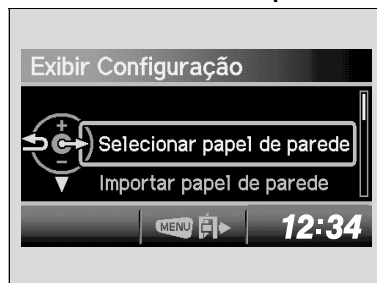 Exibir Configuração
+
Selecionar papel de parede
−
Importar papel de parede
MENU
12:34